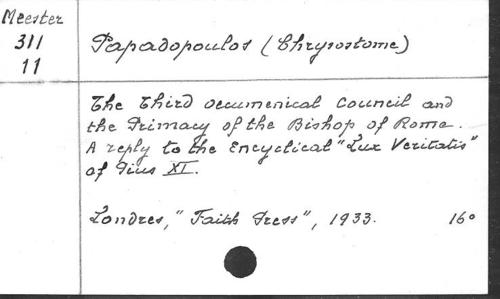 Meester
311
11
Papadopoulos (Chrysostome)
The Third oecumenical Council and
the Primacy of the Bishop of Rome.
A reply to the Encyclical "Lux Veritatis"
of Pius XI.
Londres, "Faith Press", 1933. 16°